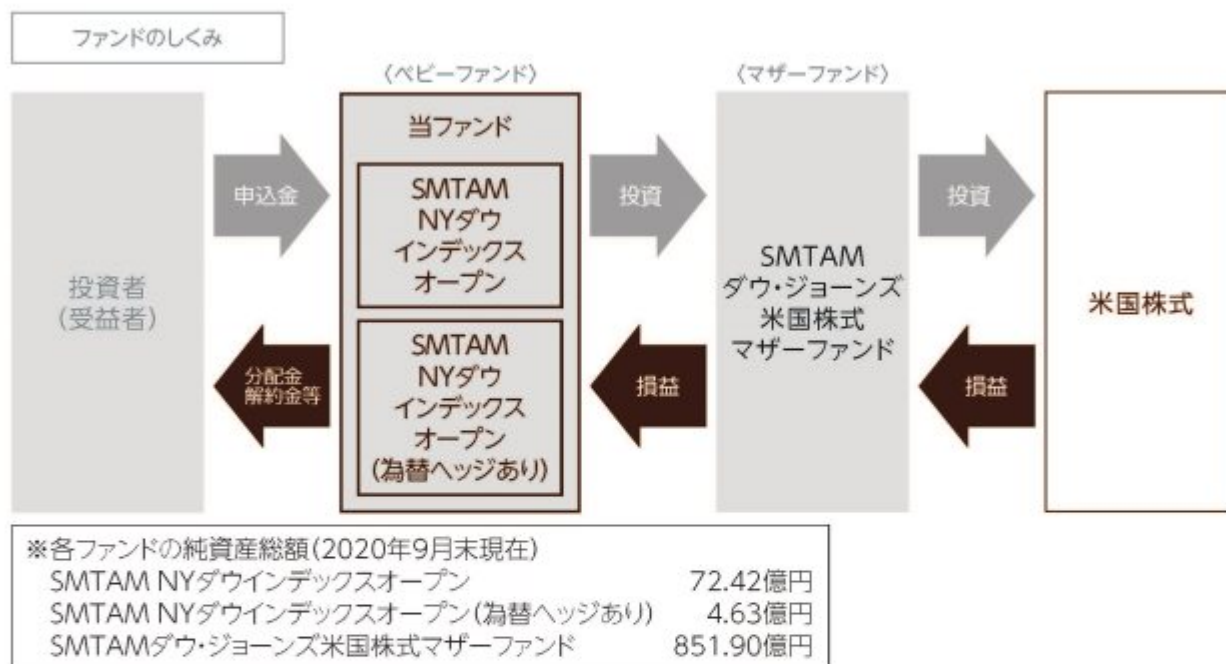 ファンドのしくみ
〈ベビーファンド〉
〈マザーファンド〉
投資者
(受益者)
申込金
分配金
解約金等
当ファンド
SMTAM
NYダウ
インデックス
オープン
SMTAM
NYダウ
インデックス
オープン
(為替ヘッジあり)
投資
損益
SMTAM
ダウ・ジョーンズ
米国株式
マザーファンド
投資
損益
米国株式
※各ファンドの純資産総額(2020年9月末現在)
SMTAM NYダウインデックスオープン 72.42億円
SMTAM NYダウインデックスオープン(為替ヘッジあり) 4.63億円
SMTAMダウ・ジョーンズ米国株式マザーファンド 851.90億円